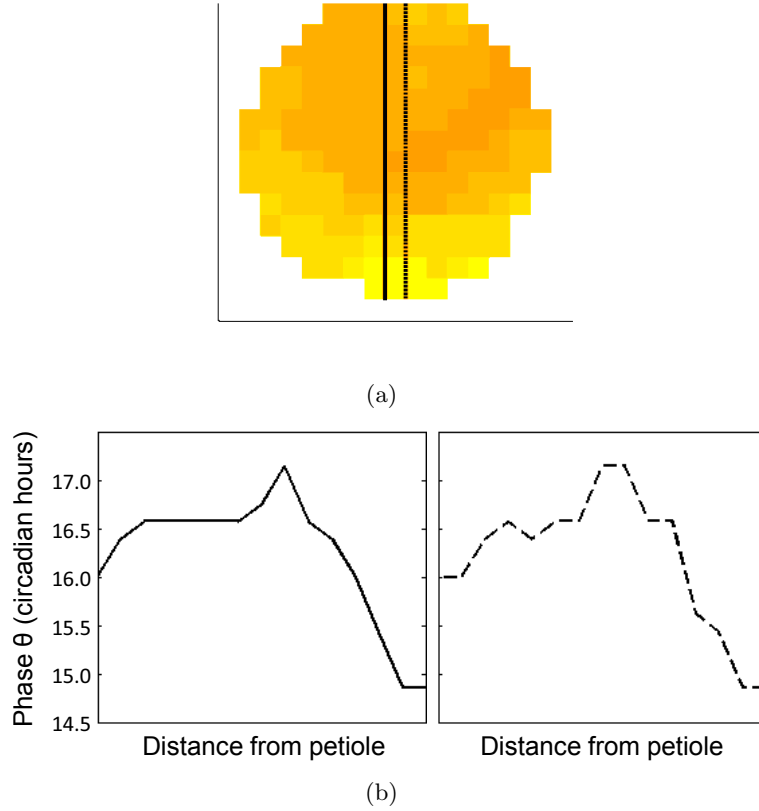 (a)
Phase θ (circadian hours)
17.0
16.5
16.0
15.5
15.0
14.5
Distance from petiole
Distance from petiole
(b)